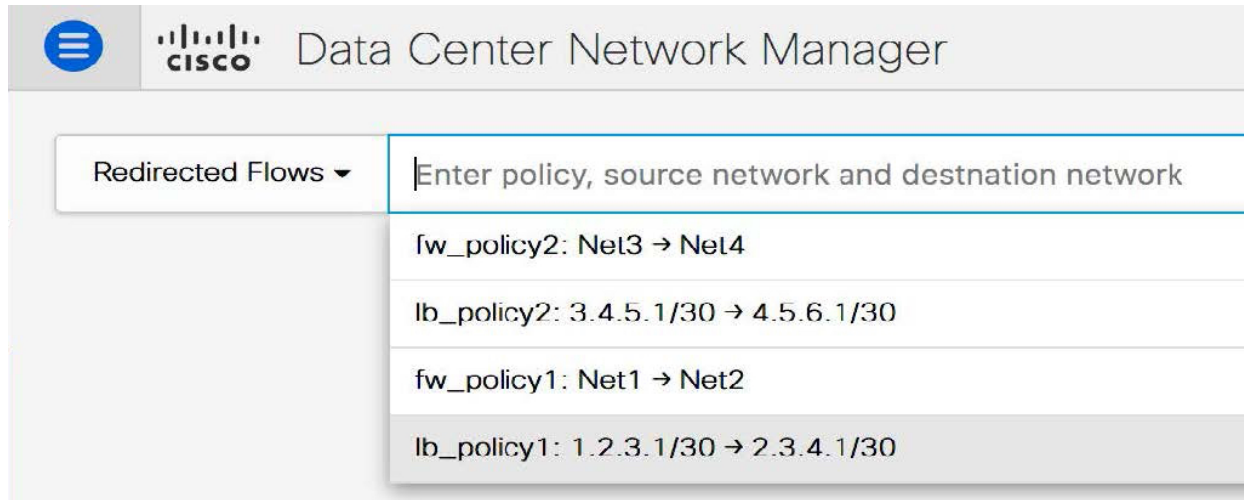 cisco
Data Center Network Manager
Redirected Flows
Enter policy, source network and destnation network
fw_policy2: Net3 → Net4
lb_policy2: 3.4.5.1/30 → 4.5.6.1/30
fw_policy1: Net1 → Net2
lb_policy1: 1.2.3.1/30 → 2.3.4.1/30